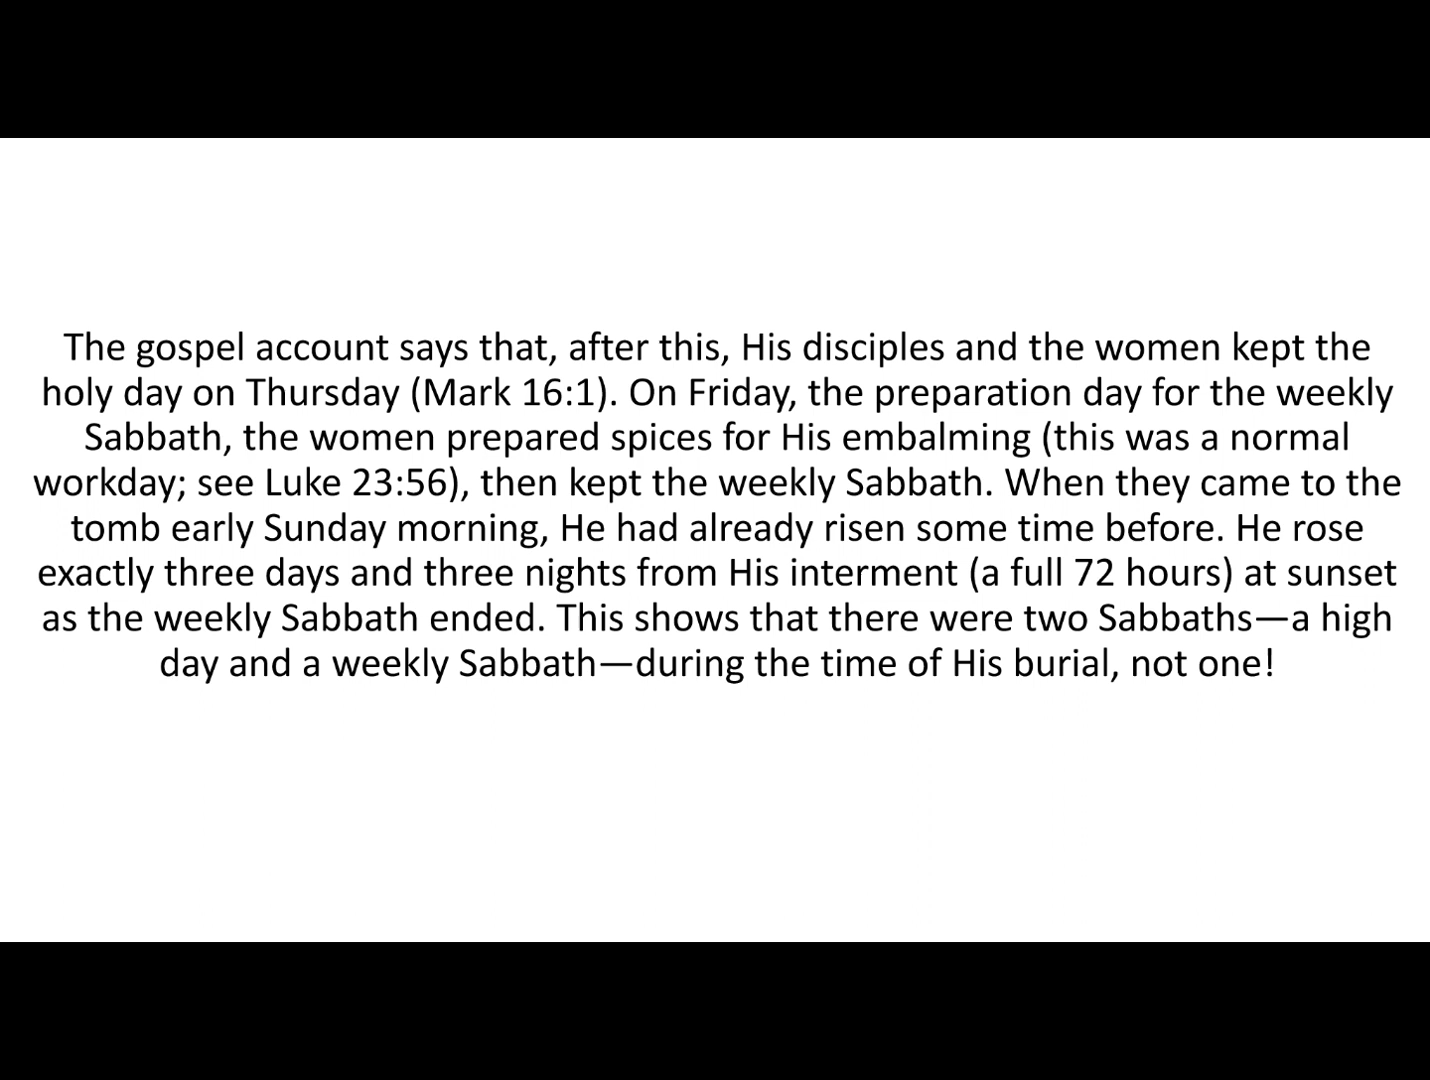 The gospel account says that, after this, His disciples and the women kept the
holy day on Thursday (Mark 16:1). On Friday, the preparation day for the weekly
Sabbath, the women prepared spices for His embalming (this was a normal
workday; see Luke 23:56), then kept the weekly Sabbath. When they came to the
tomb early Sunday morning, He had already risen some time before. He rose
exactly three days and three nights from His interment (a full 72 hours) at sunset
as the weekly Sabbath ended. This shows that there were two Sabbaths—a high
day and a weekly Sabbath—during the time of His burial, not one!